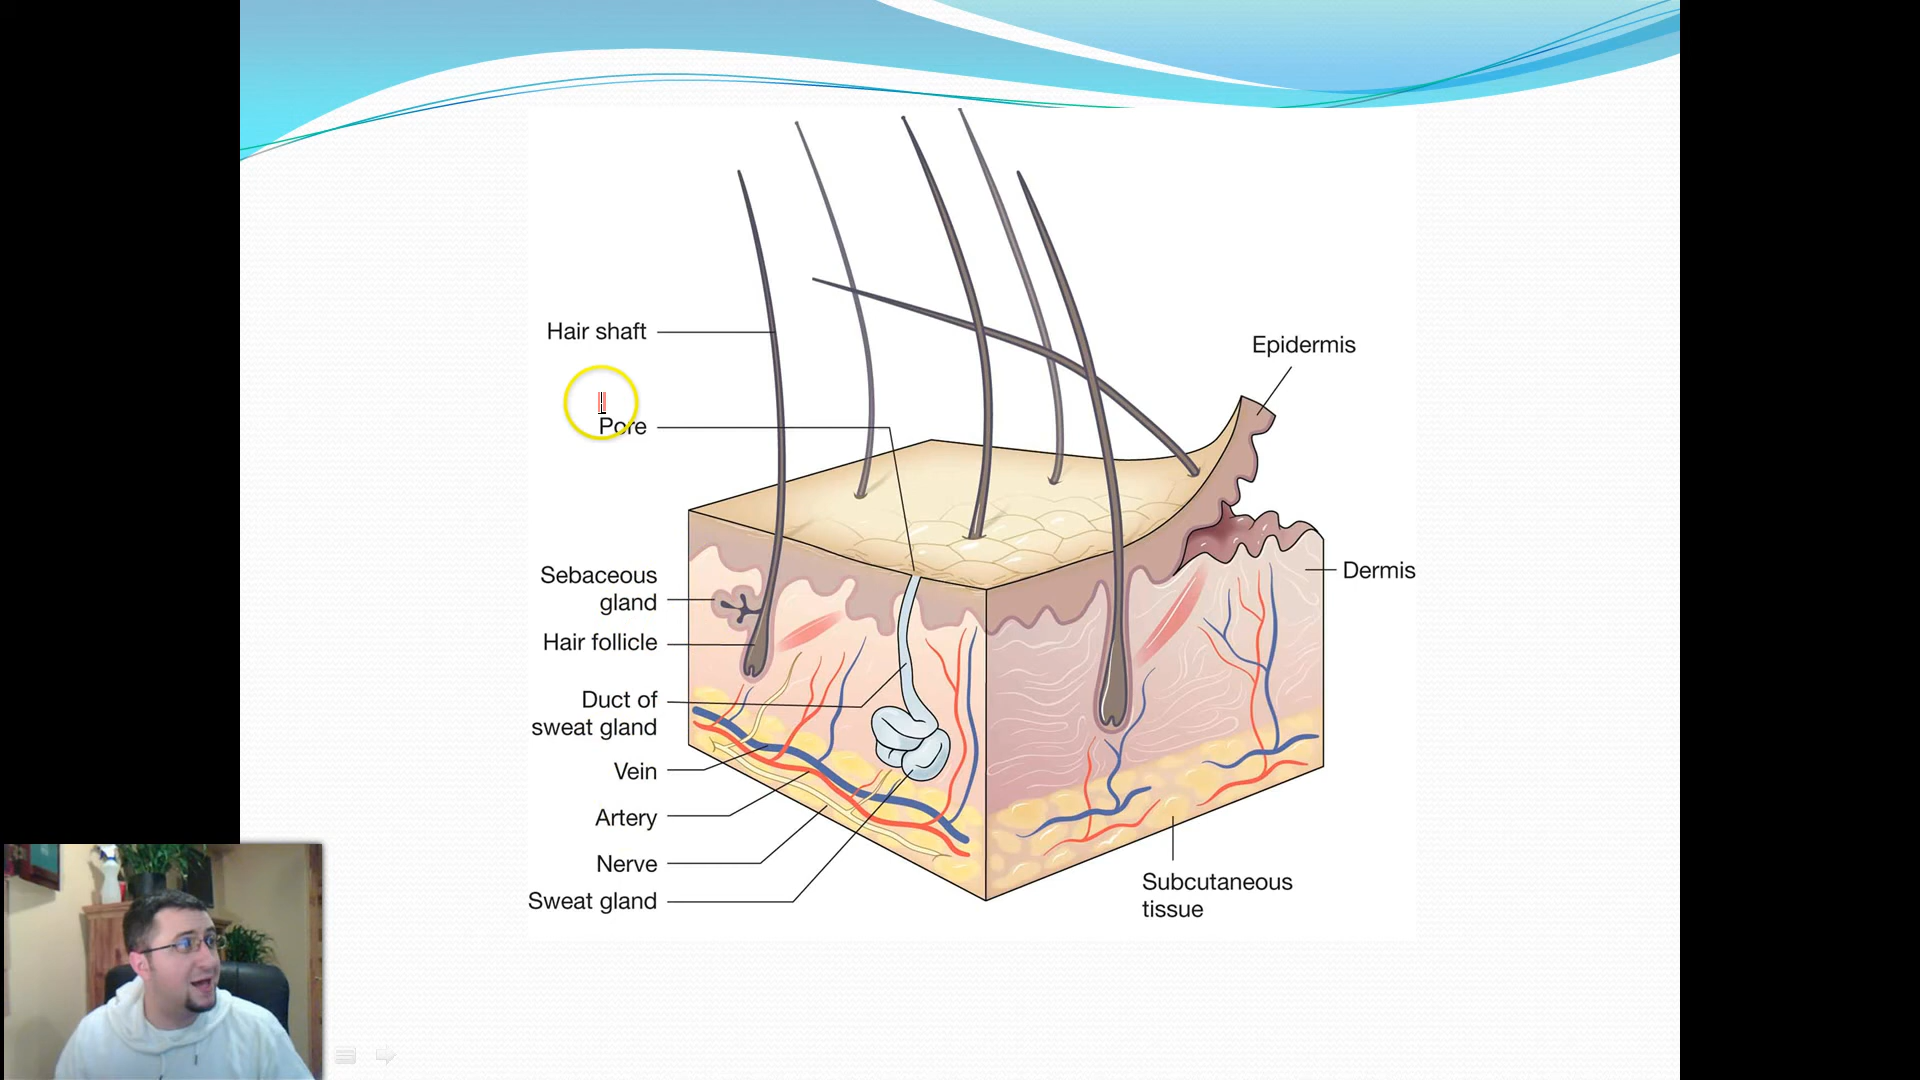 Hair shaft
Epidermis
Pore
Sebaceous
gland
Dermis
Hair follicle
Duct of
sweat gland
Vein
Artery
Nerve
Sweat gland
Subcutaneous
tissue